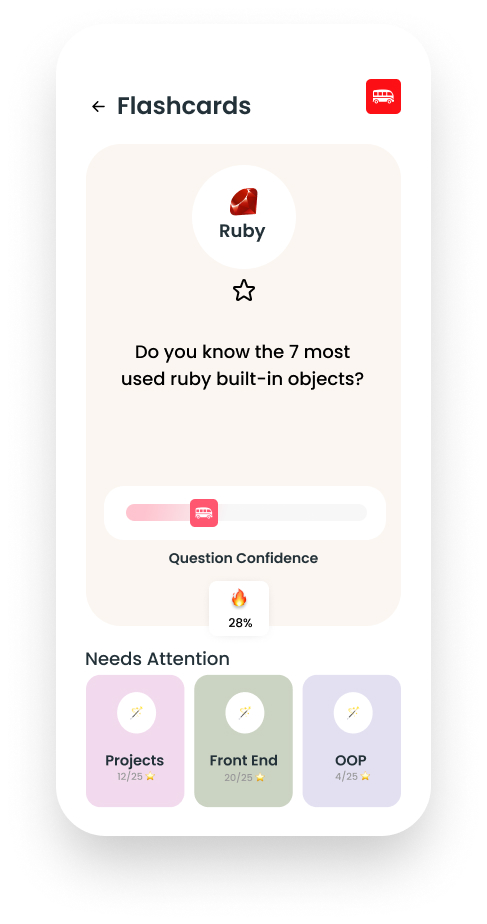 Flashcards
Ruby
Do you know the 7 most
used ruby built-in objects?
Question Confidence
28%
Needs Attention
Projects
12/25
Front End
20/25
OOP
4/25